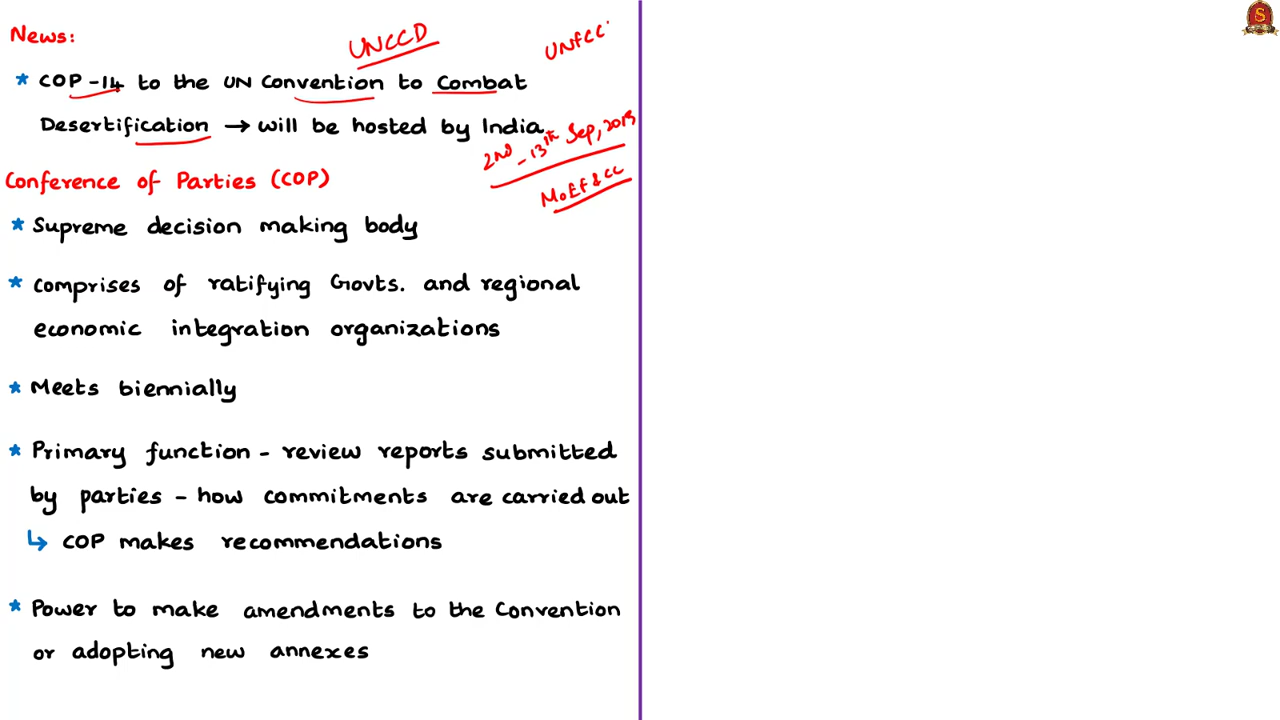 News:
UNCCD
UNFCC
* COP-14 to the UN Convention to Combat
Desertification → will be hosted by India
2nd - 13th Sep, 2019
MoEF&CC
Conference of Parties (COP)
* Supreme decision making body
* Comprises of ratifying Govts. and regional
economic integration organizations
* Meets biennially
* Primary function - review reports submitted
by parties - how commitments are carried out
↳ COP makes recommendations
* Power to make amendments to the Convention
or adopting new annexes
S